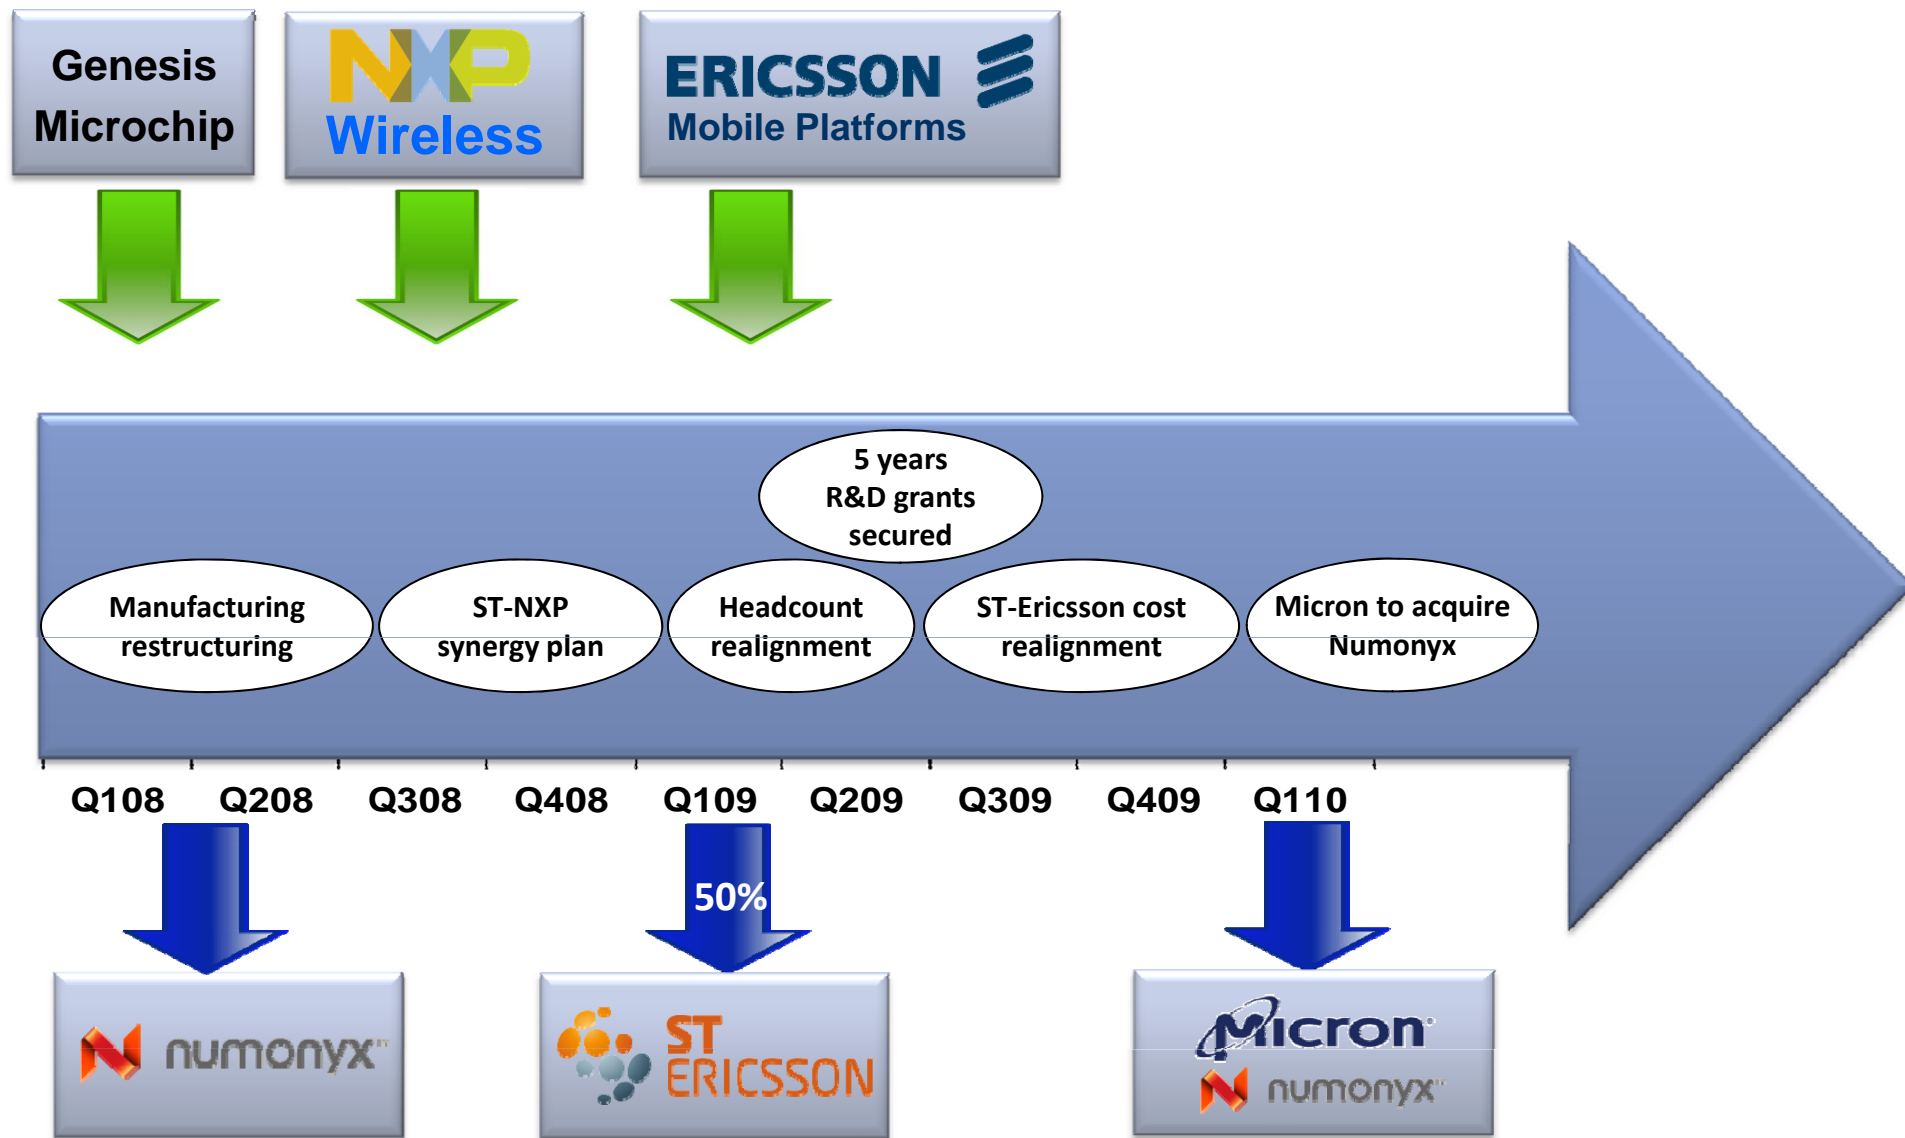 Genesis
Microchip
NXP
Wireless
ERICSSON
Mobile Platforms
5 years
R&D grants
secured
Manufacturing
restructuring
ST-NXP
synergy plan
Headcount
realignment
ST-Ericsson cost
realignment
Micron to acquire
Numonyx
Q108 Q208 Q308 Q408 Q109 Q209 Q309 Q409 Q110
50%
numonyx™
ST
ERICSSON
Micron
numonyx™